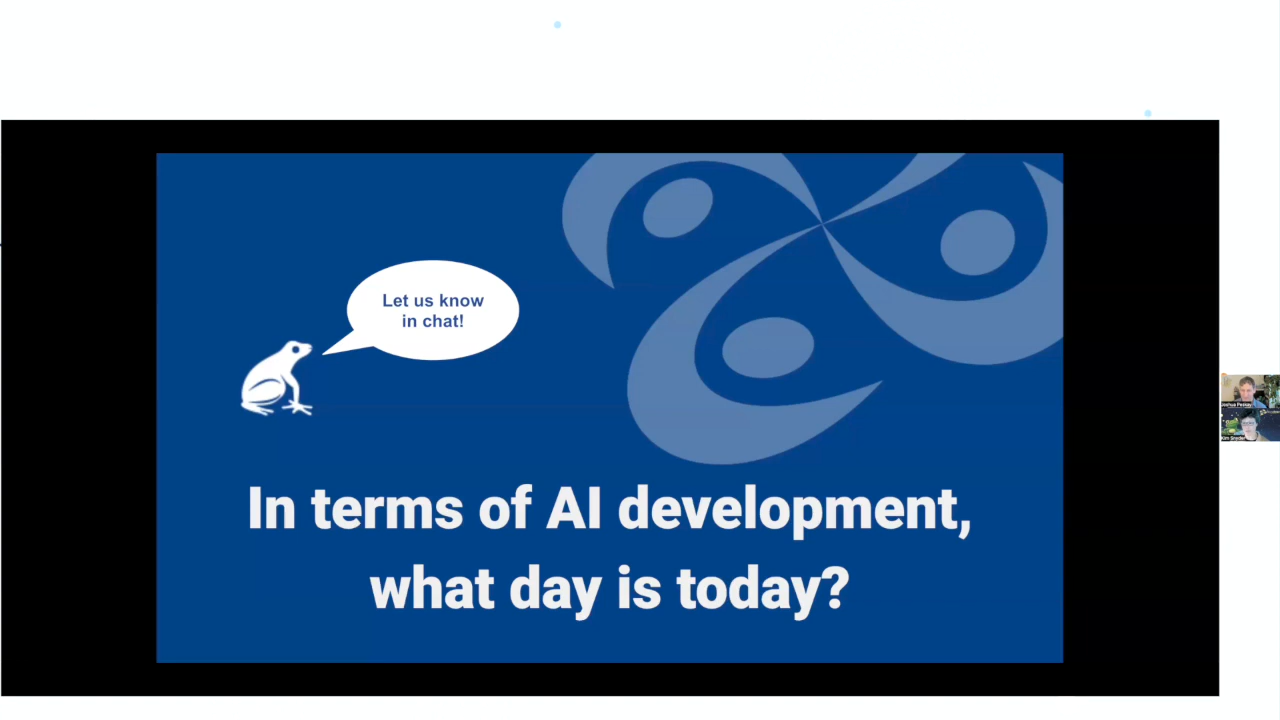 Let us know
in chat!
In terms of AI development,
what day is today?